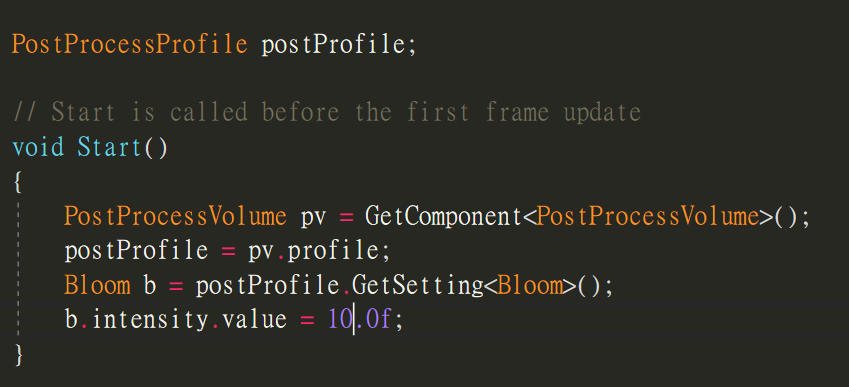 PostProcessProfile postProfile;
// Start is called before the first frame update
void Start()
{
PostProcessVolume pv = GetComponent<PostProcessVolume>();
postProfile = pv.profile;
Bloom b = postProfile.GetSetting<Bloom>();
b.intensity.value = 10.0f;
}